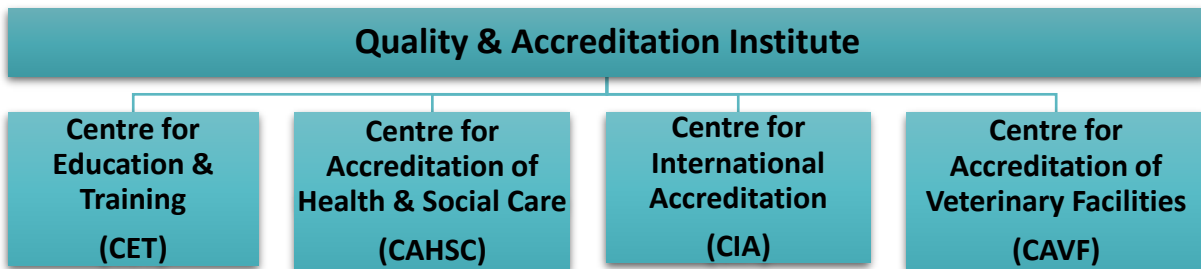 Quality & Accreditation Institute
Centre for
Education &
Training
(CET)
Centre for
Accreditation of
Health & Social Care
(CAHSC)
Centre for
International
Accreditation
(CIA)
Centre for
Accreditation of
Veterinary Facilities
(CAVF)